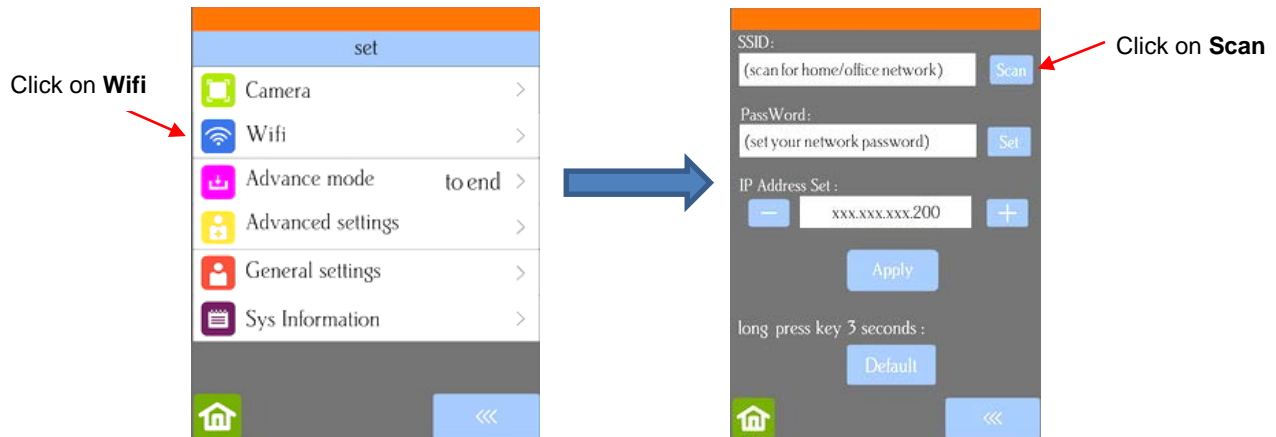 Click on Wifi
set
Camera
Wifi
Advance mode to end
Advanced settings
General settings
Sys Information
SSID:
(scan for home/office network) Scan
PassWord:
(set your network password) Set
IP Address Set :
xxx.xxx.xxx.200
Apply
long press key 3 seconds :
Default
Click on Scan